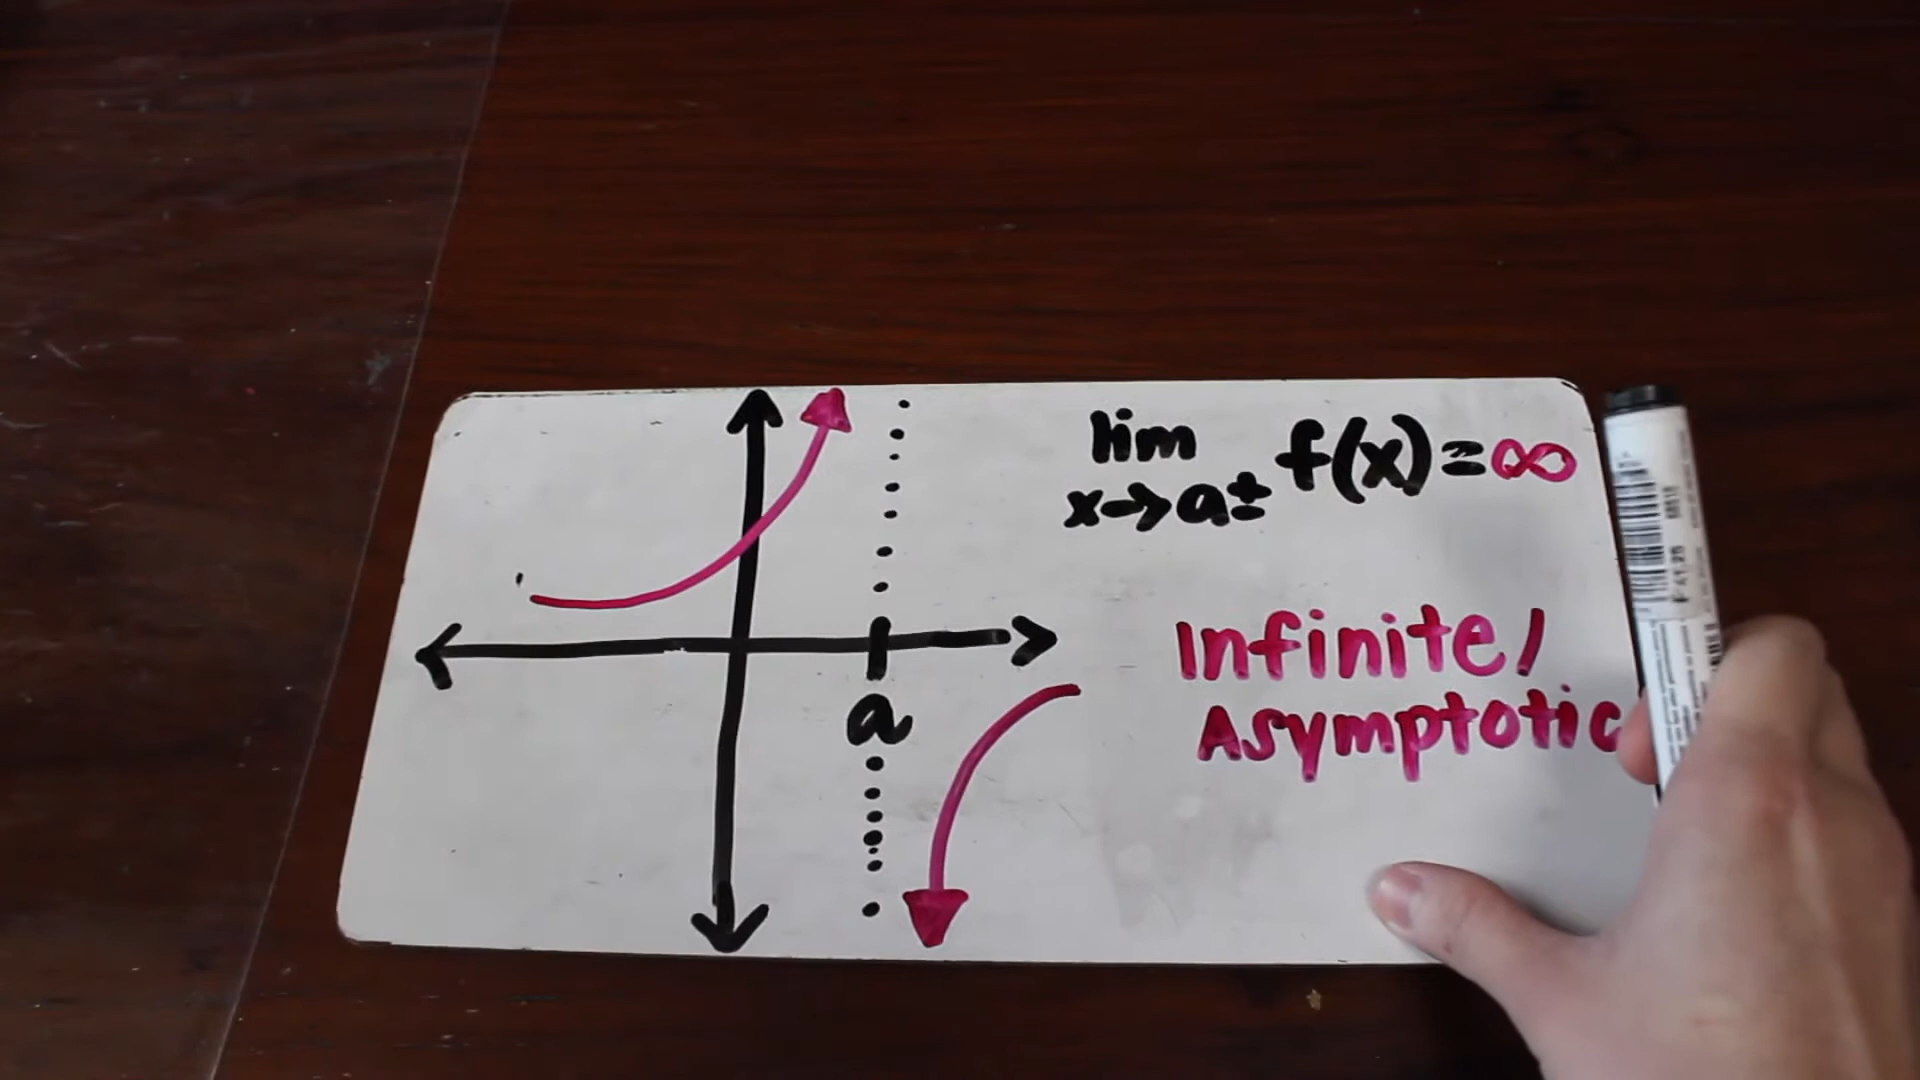 lim f(x)=∞
x→a±
Infinite/
Asymptotic
a